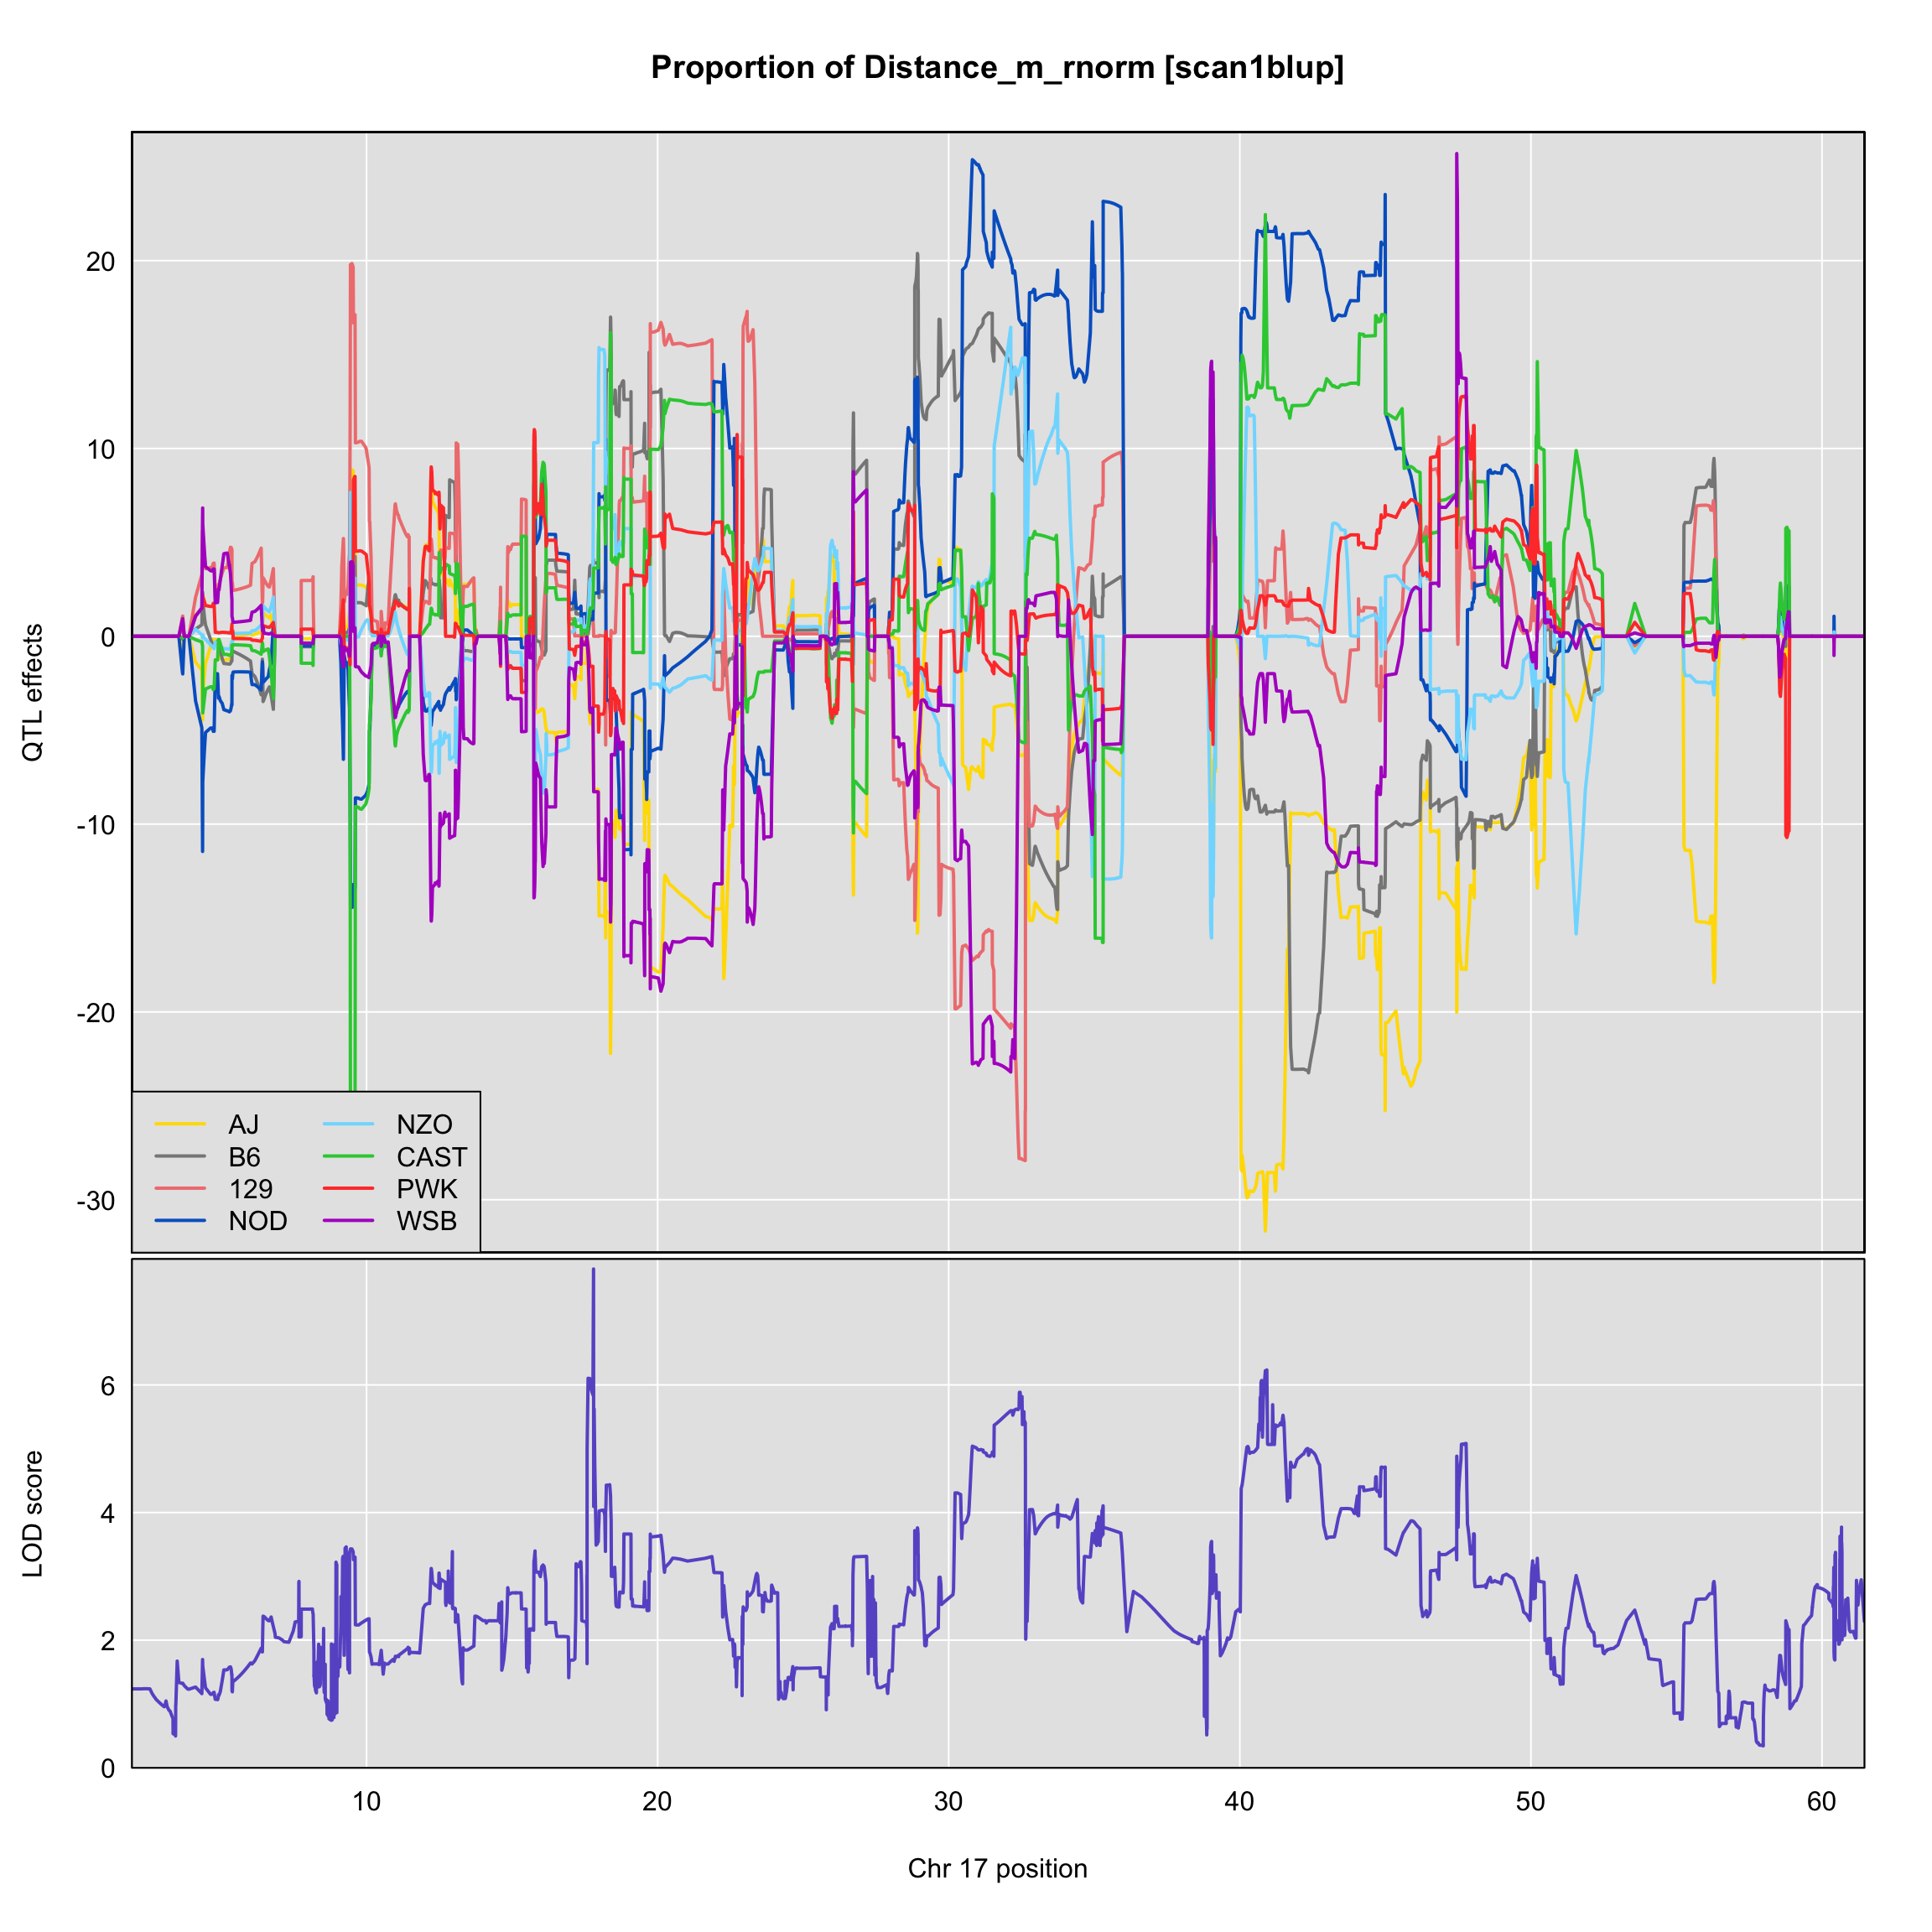 Proportion of Distance_m_rnorm [scan1blup]
QTL effects
20
10
0
-10
-20
-30
AJ NZO
B6 CAST
129 PWK
NOD WSB
LOD score
6
4
2
0
10 20 30 40 50 60
Chr 17 position